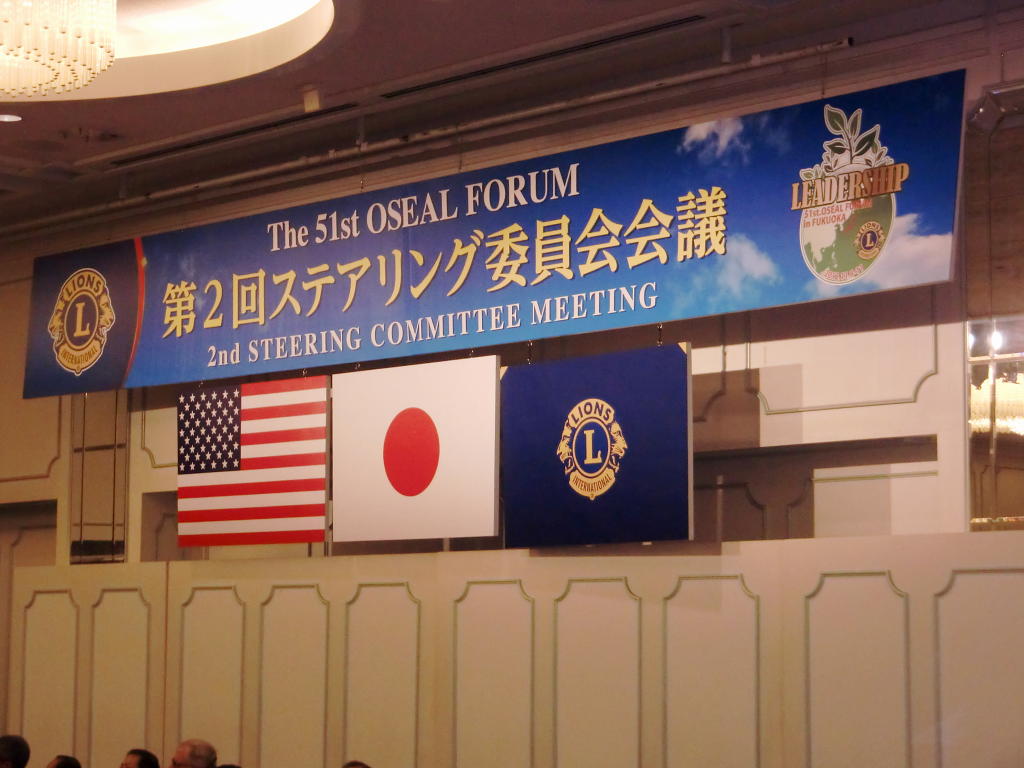 The 51st OSEAL FORUM
第2回ステアリング委員会会議
2nd STEERING COMMITTEE MEETING
LIONS
L
INTERNATIONAL
LEADERSHIP
51st.OSEAL FORUM
in FUKUOKA
LIONS
L
INTERNATIONAL